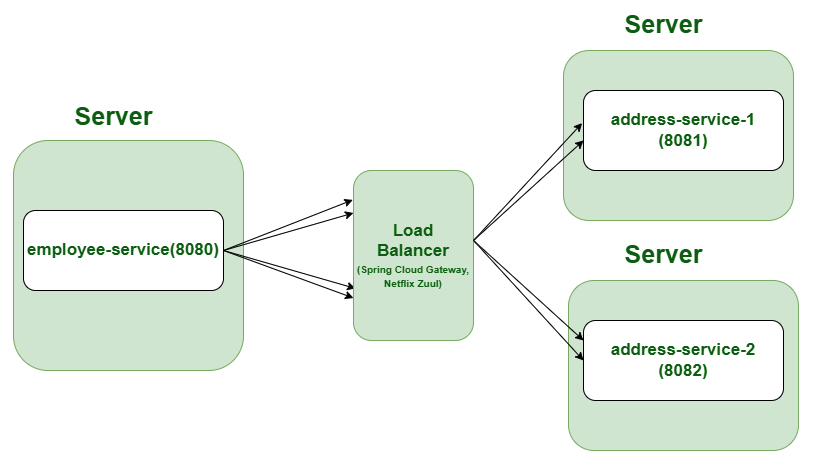 Server
employee-service(8080)
Load
Balancer
(Spring Cloud Gateway,
Netflix Zuul)
Server
address-service-1
(8081)
Server
address-service-2
(8082)